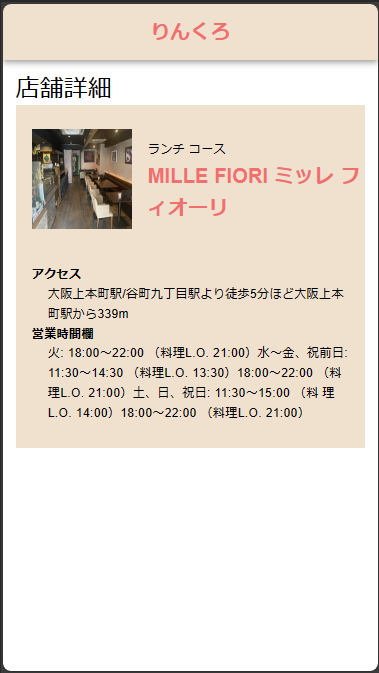 りんくろ
店舗詳細
ランチ コース
MILLE FIORI ミッレ フ
ィオーリ
アクセス
大阪上本町駅/谷町九丁目駅より徒歩5分ほど大阪上本
町駅から339m
営業時間欄
火: 18:00～22:00 （料理L.O. 21:00）水～金、祝前日:
11:30～14:30 （料理L.O. 13:30）18:00～22:00 （料
理L.O. 21:00）土、日、祝日: 11:30～15:00 （料 理
L.O. 14:00）18:00～22:00 （料理L.O. 21:00）